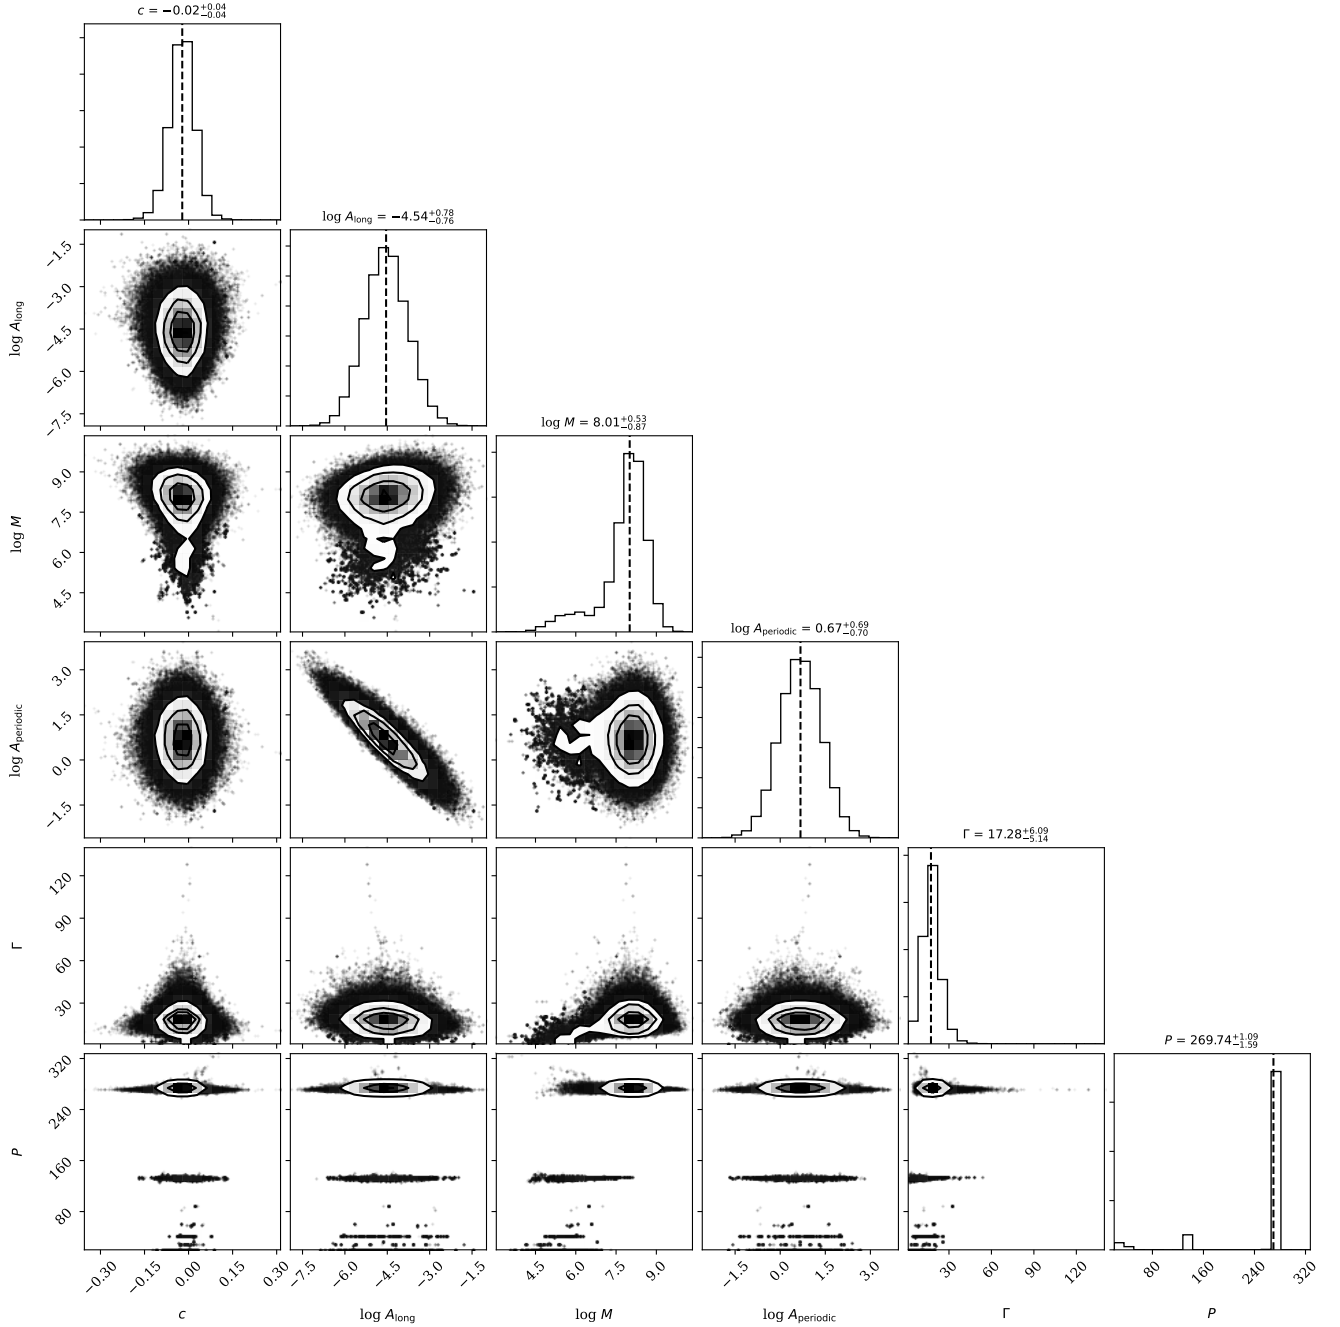 c = −0.02+0.04−0.04
log Along = −4.54+0.78−0.76
−1.5
−3.0
−4.5
−6.0
−7.5
log Along
log M = 8.01+0.53−0.87
9.0
7.5
6.0
4.5
log M
log Aperiodic = 0.67+0.69−0.70
3.0
1.5
0.0
−1.5
log Aperiodic
Γ = 17.28+6.09−5.14
120
90
60
30
Γ
P = 269.74+1.09−1.59
320
240
160
80
P
−0.30 −0.15 0.00 0.15 0.30 −7.5 −6.0 −4.5 −3.0 −1.5 4.5 6.0 7.5 9.0 −1.5 0.0 1.5 3.0 30 60 90 120 80 160 240 320
c log Along log M log Aperiodic Γ P